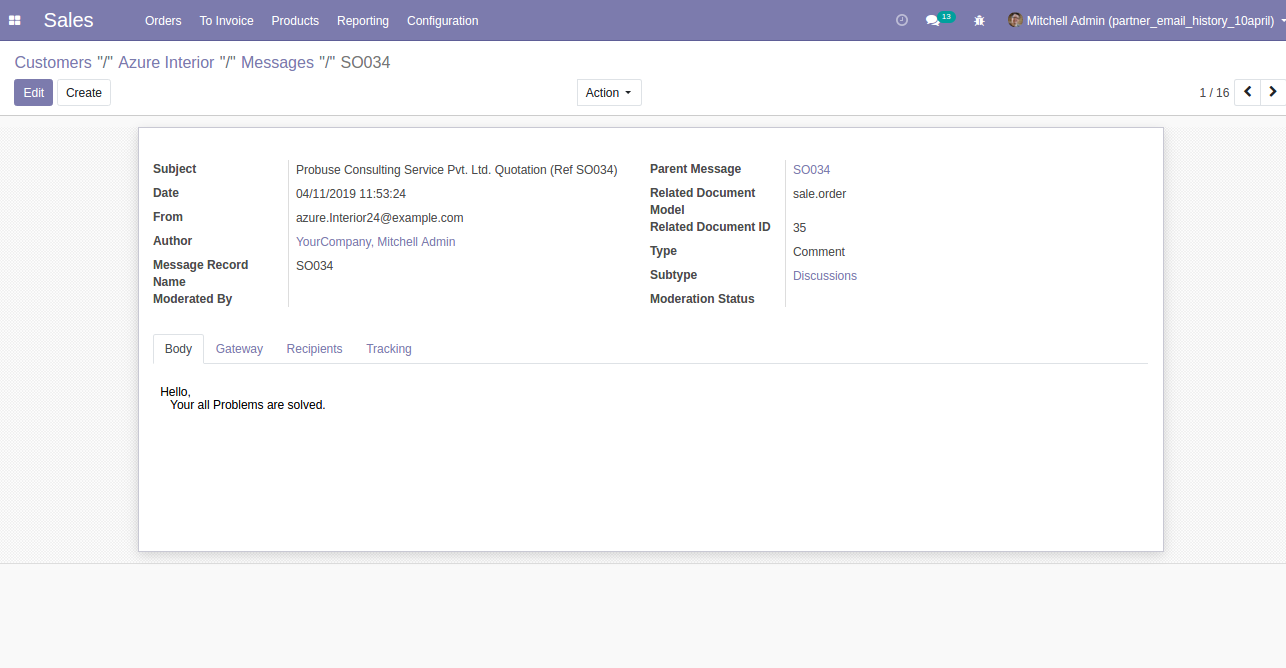 Sales Orders To Invoice Products Reporting Configuration 13 Mitchell Admin (partner_email_history_10april)
Customers "/" Azure Interior "/" Messages "/" SO034
Edit Create Action 1 / 16
Subject Probuse Consulting Service Pvt. Ltd. Quotation (Ref SO034) Parent Message SO034
Date 04/11/2019 11:53:24 Related Document sale.order
Model
From azure.Interior24@example.com Related Document ID 35
Author YourCompany, Mitchell Admin Type Comment
Message Record SO034 Subtype Discussions
Name
Moderated By Moderation Status
Body Gateway Recipients Tracking
Hello,
Your all Problems are solved.